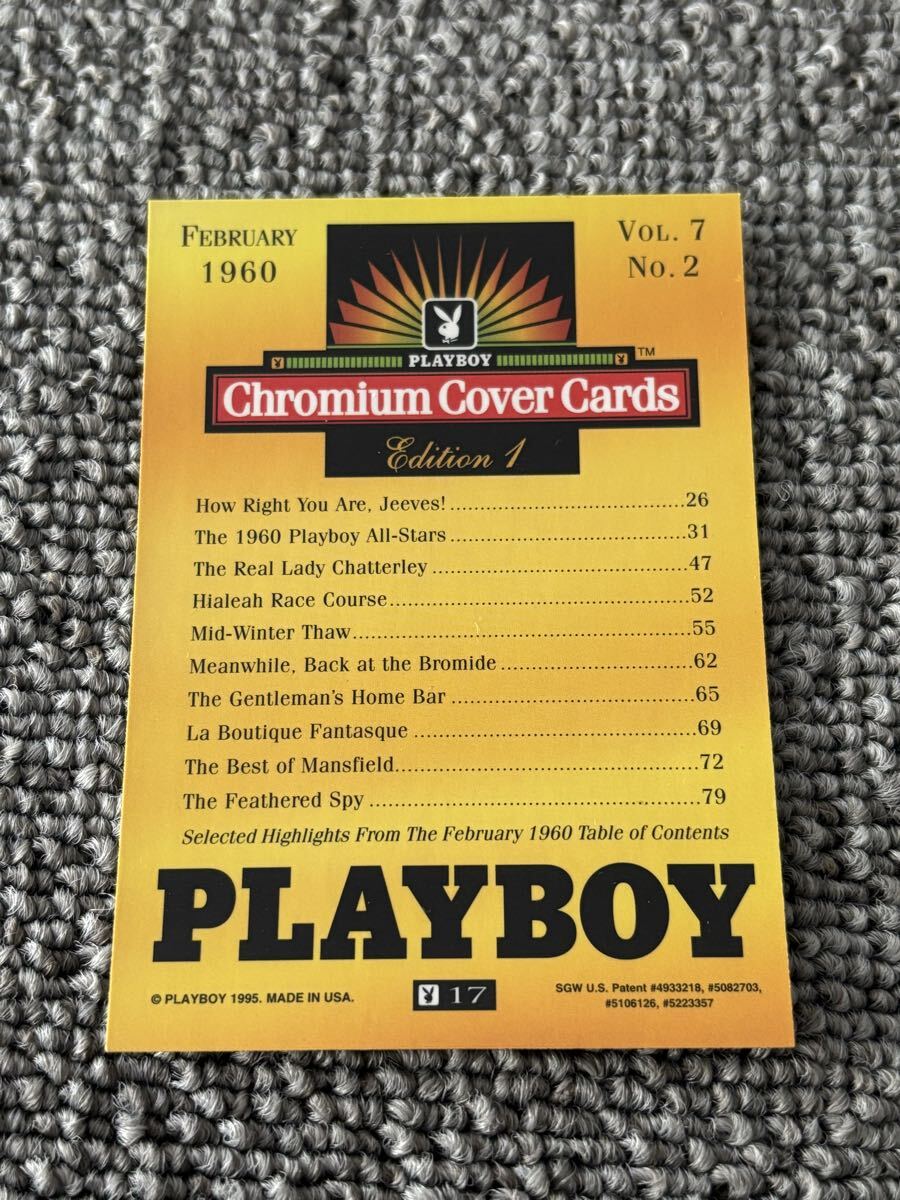 FEBRUARY
1960
VOL. 7
No. 2
PLAYBOY
TM
Chromium Cover Cards
Edition 1
How Right You Are, Jeeves!.......................................26
The 1960 Playboy All-Stars.......................................31
The Real Lady Chatterley..........................................47
Hialeah Race Course.................................................52
Mid-Winter Thaw.......................................................55
Meanwhile, Back at the Bromide................................62
The Gentleman's Home Bar........................................65
La Boutique Fantasque..............................................69
The Best of Mansfield.................................................72
The Feathered Spy.....................................................79
Selected Highlights From The February 1960 Table of Contents
PLAYBOY
© PLAYBOY 1995. MADE IN USA.
17
SGW U.S. Patent #4933218, #5082703,
#5106126, #5223357